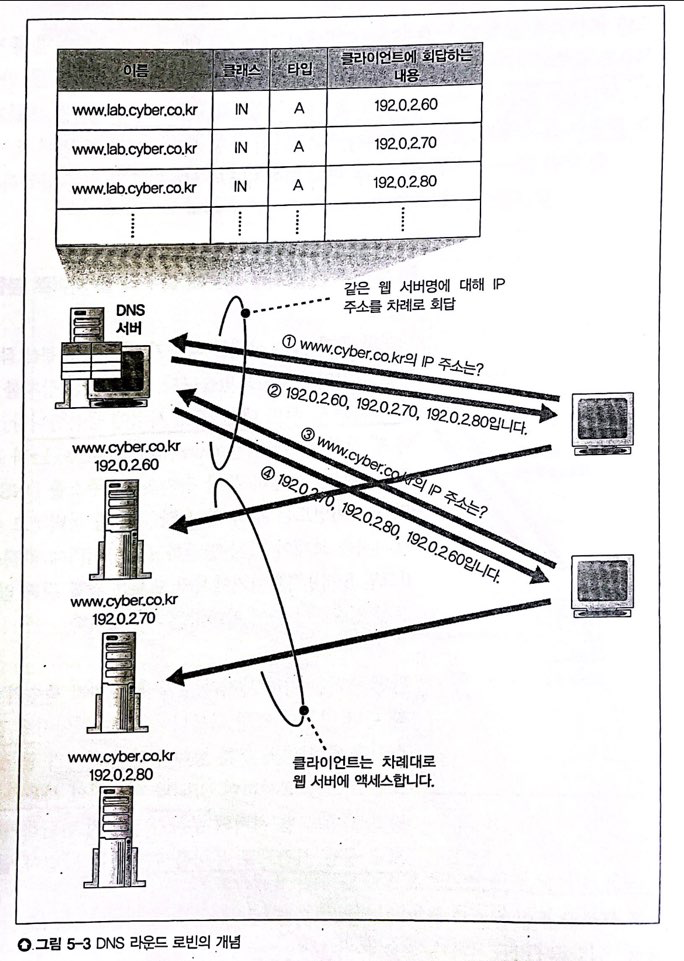 이름 클래스 타입 클라이언트에 회답하는
내용
www.lab.cyber.co.kr IN A 192.0.2.60
www.lab.cyber.co.kr IN A 192.0.2.70
www.lab.cyber.co.kr IN A 192.0.2.80
같은 웹 서버명에 대해 IP
주소를 차례로 회답
DNS
서버
① www.cyber.co.kr의 IP 주소는?
② 192.0.2.60, 192.0.2.70, 192.0.2.80입니다.
③ www.cyber.co.kr의 IP 주소는?
④ 192.0.2.70, 192.0.2.80, 192.0.2.60입니다.
www.cyber.co.kr
192.0.2.60
www.cyber.co.kr
192.0.2.70
www.cyber.co.kr
192.0.2.80
클라이언트는 차례대로
웹 서버에 액세스합니다.
그림 5-3 DNS 라운드 로빈의 개념